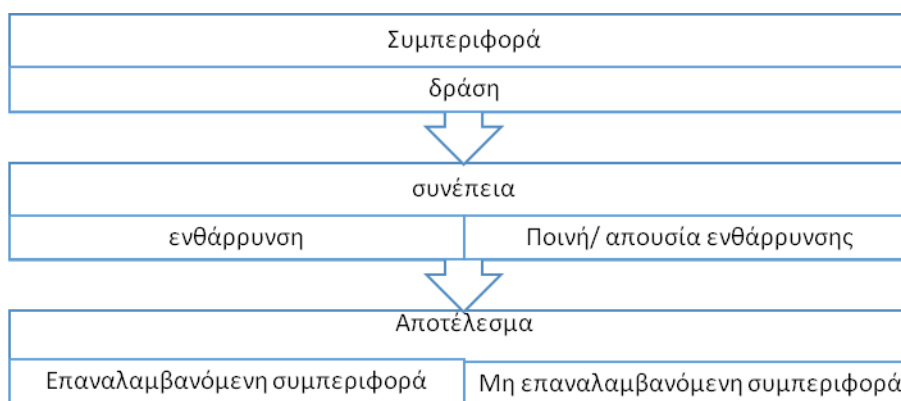 Συμπεριφορά
δράση
συνέπεια
ενθάρρυνση
Ποινή/ απουσία ενθάρρυνσης
Αποτέλεσμα
Επαναλαμβανόμενη συμπεριφορά
Μη επαναλαμβανόμενη συμπεριφορά